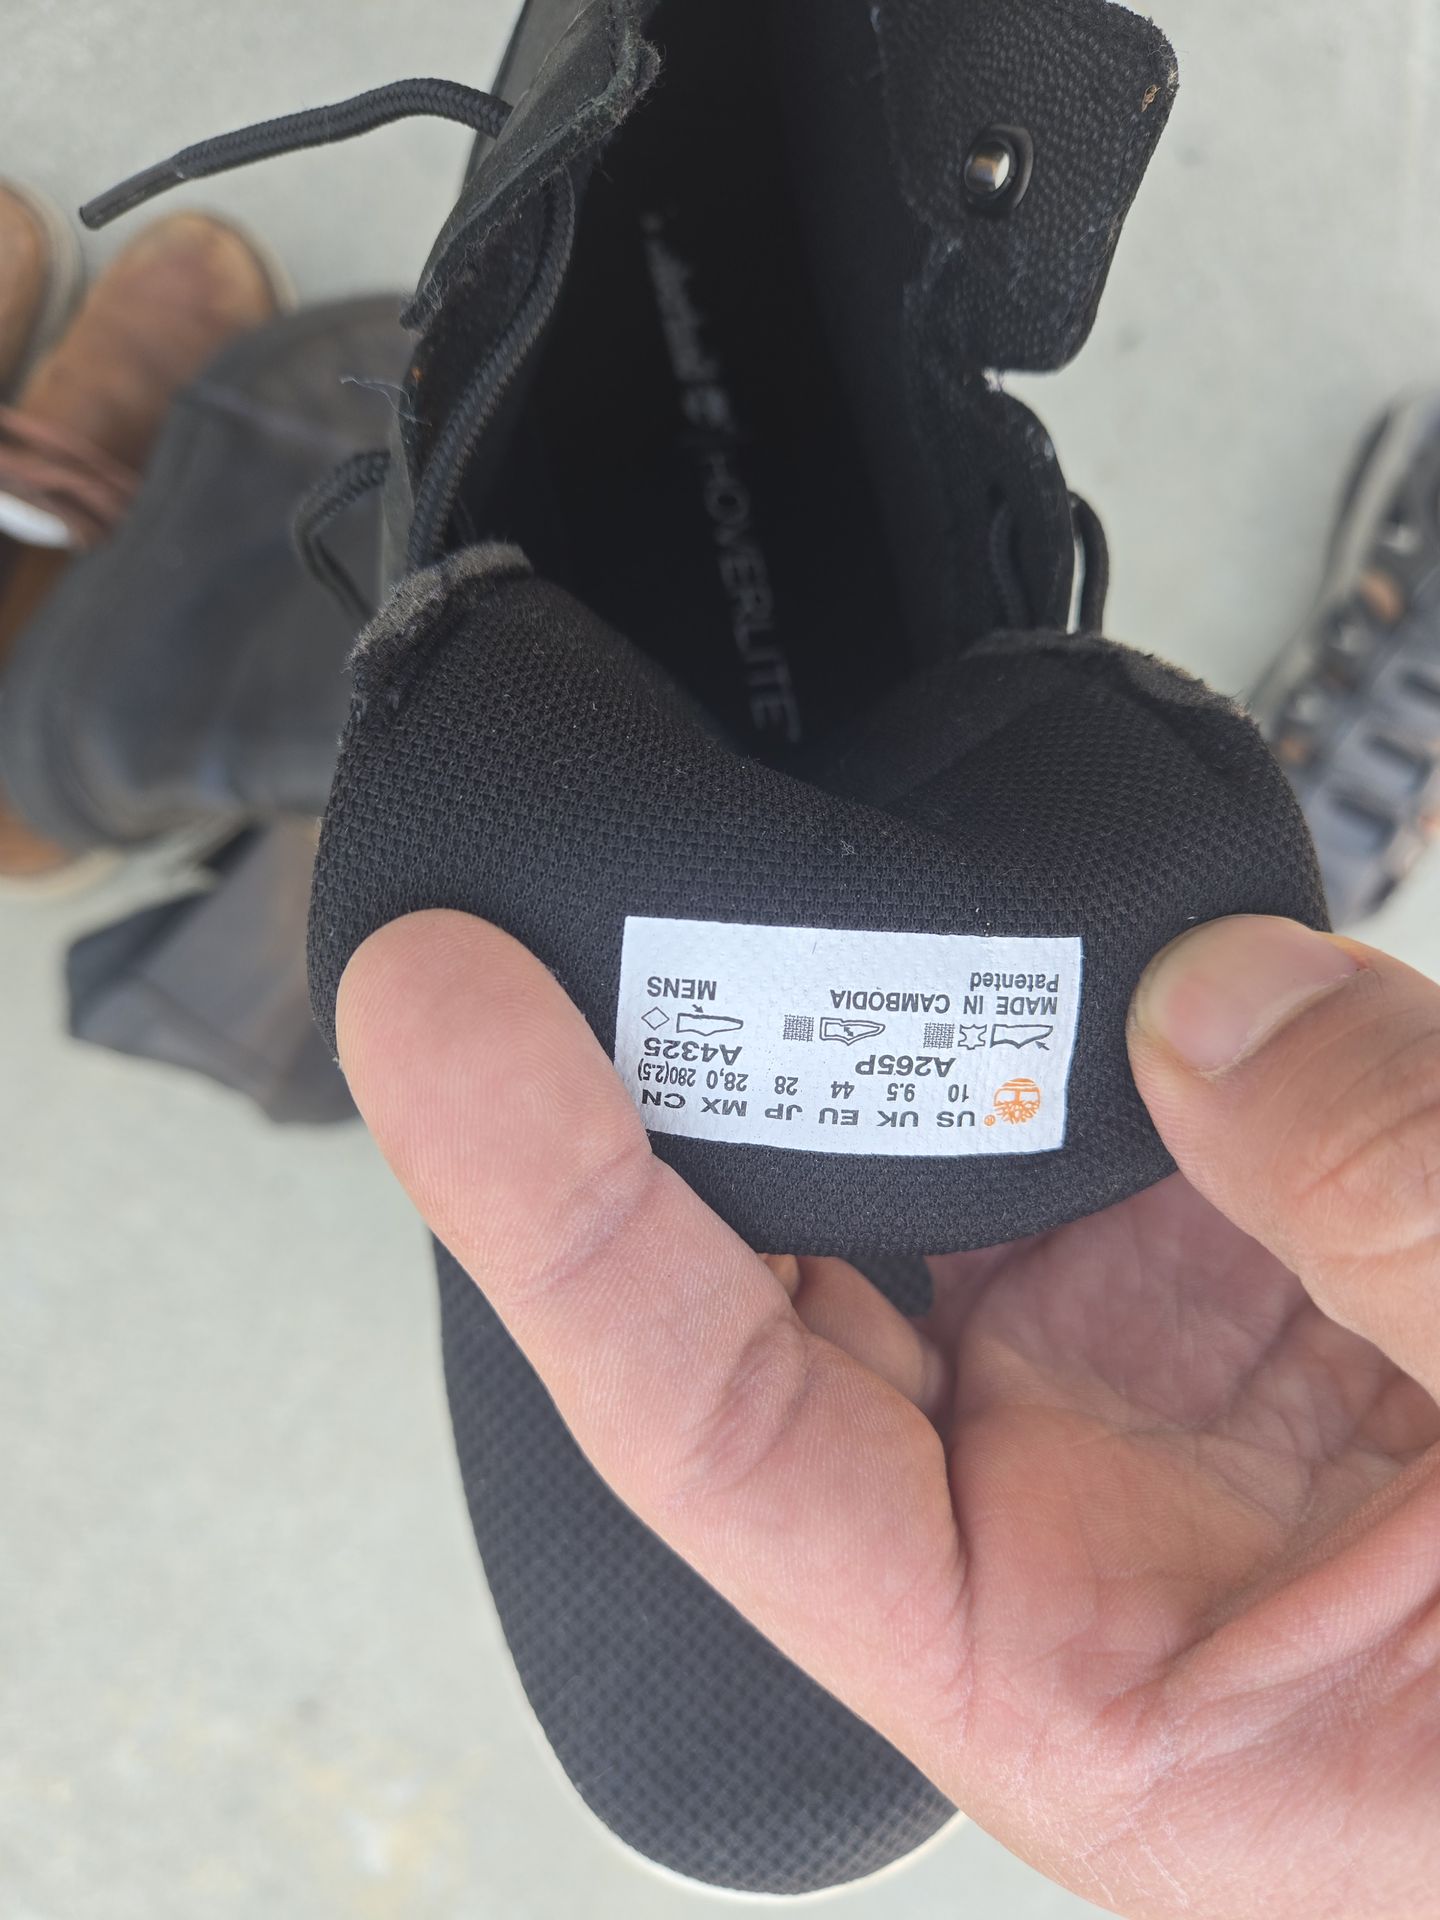 US UK EU JP MX CN
10 9.5 44 28 28,0 280(2.5)
A265P A4325
MADE IN CAMBODIA MENS
Patented
HOVERLITE™